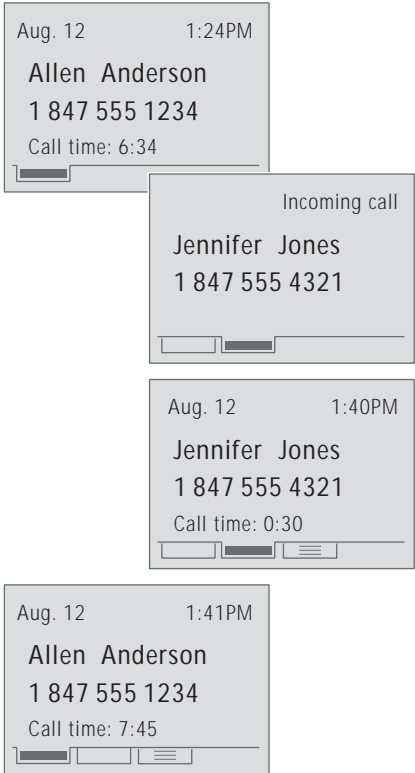 Aug. 12 1:24PM
Allen Anderson
1 847 555 1234
Call time: 6:34
Incoming call
Jennifer Jones
1 847 555 4321
Aug. 12 1:40PM
Jennifer Jones
1 847 555 4321
Call time: 0:30
Aug. 12 1:41PM
Allen Anderson
1 847 555 1234
Call time: 7:45